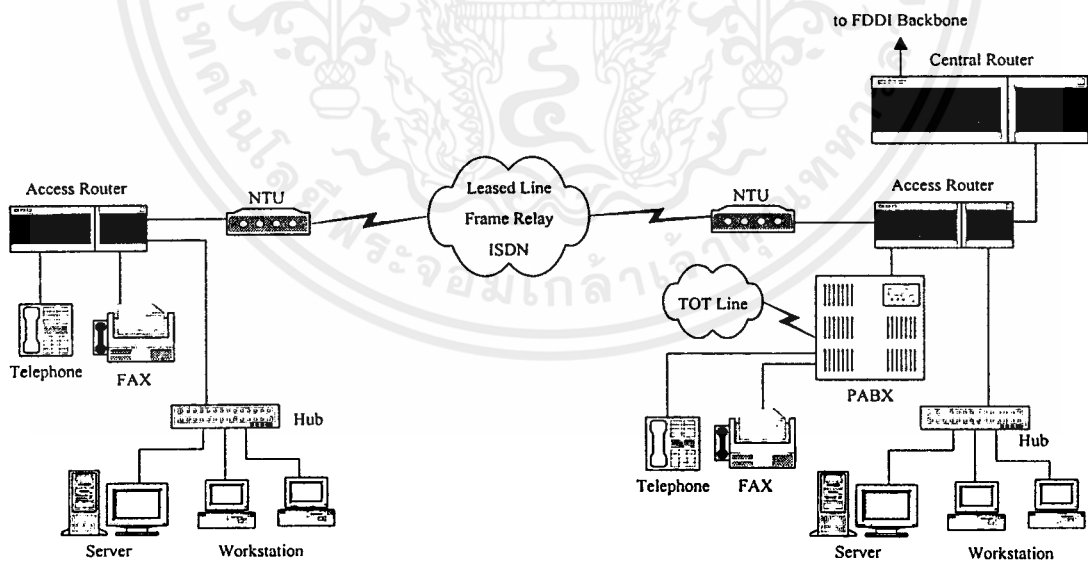 to FDDI Backbone
Central Router
Access Router
NTU
Leased Line
Frame Relay
ISDN
NTU
Access Router
TOT Line
Telephone
FAX
PABX
Hub
Hub
Telephone
FAX
Server
Workstation
Server
Workstation